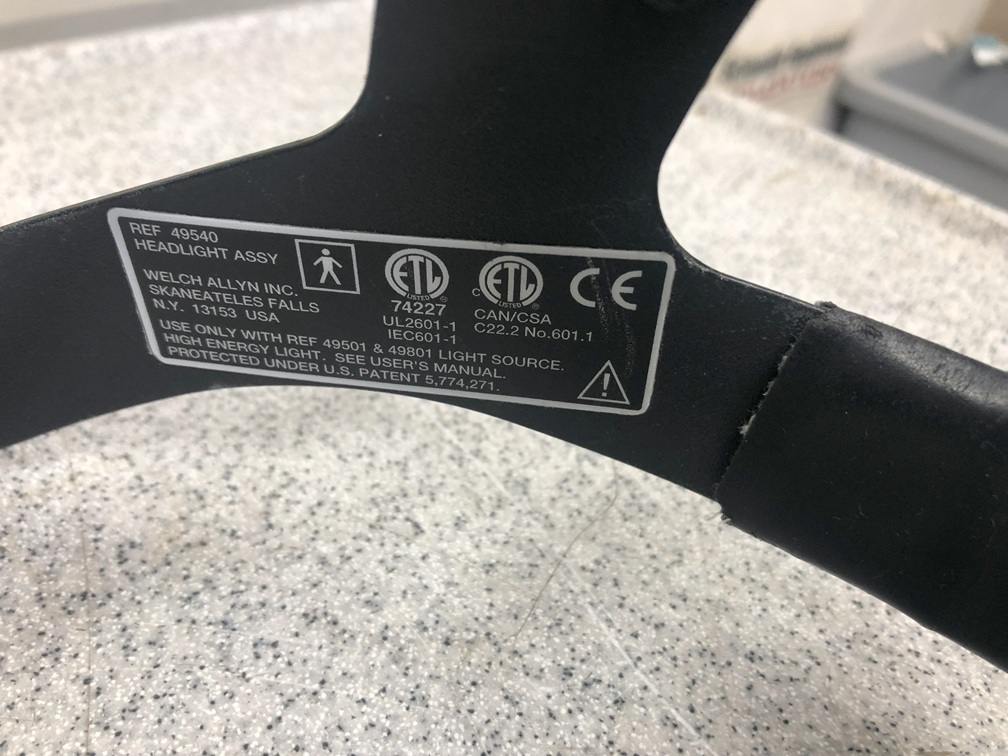 REF 49540
HEADLIGHT ASSY
WELCH ALLYN INC.
SKANEATELES FALLS
N.Y. 13153 USA
ETL
LISTED
®
74227
UL2601-1
IEC601-1
C
ETL
LISTED
®
CAN/CSA
C22.2 No.601.1
CE
USE ONLY WITH REF 49501 & 49801 LIGHT SOURCE.
HIGH ENERGY LIGHT. SEE USER'S MANUAL.
PROTECTED UNDER U.S. PATENT 5,774,271.
!